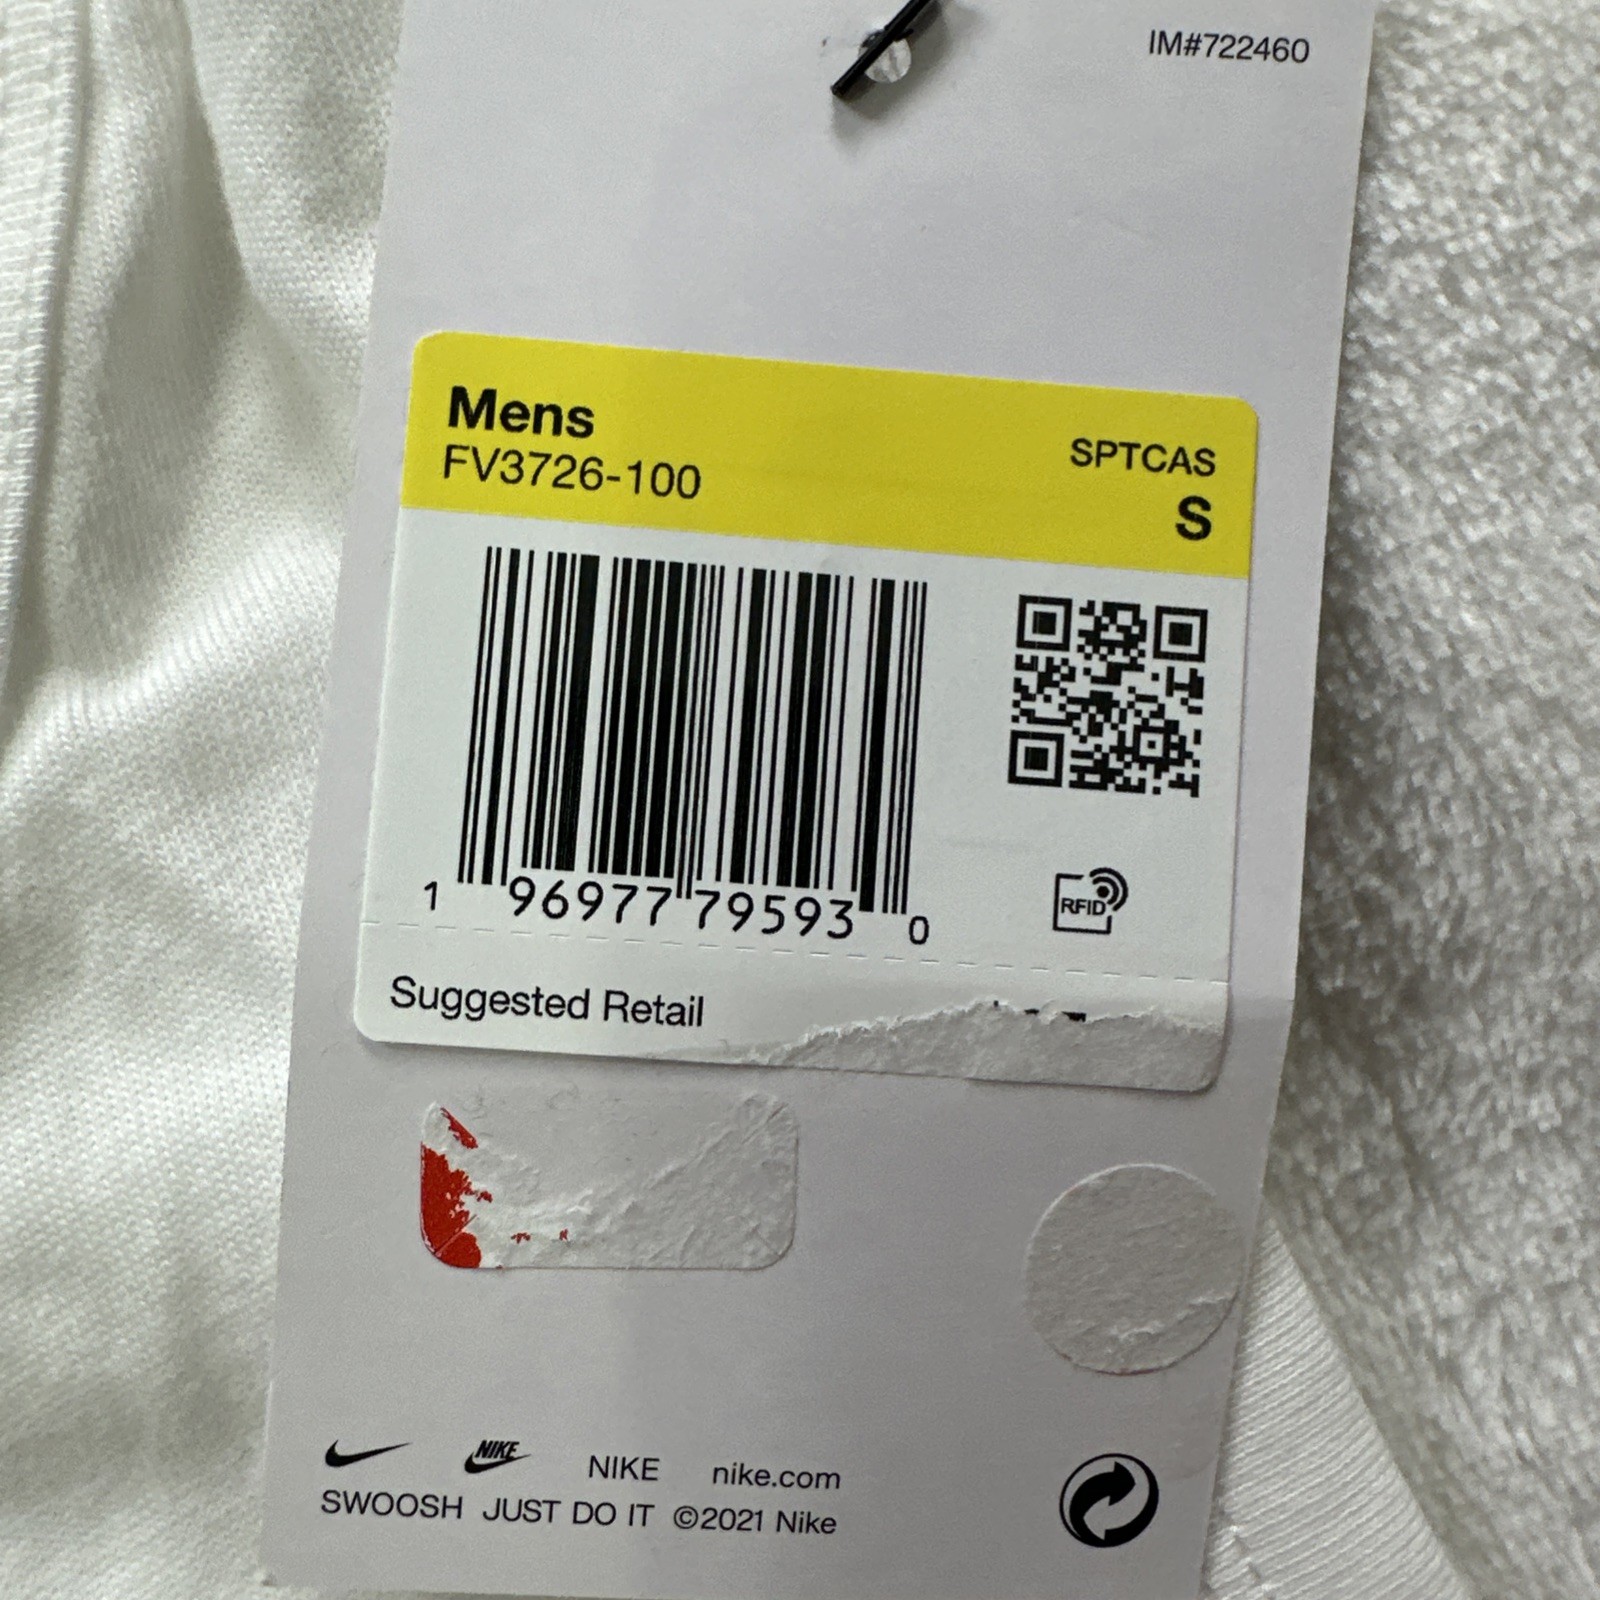 IM#722460
Mens
FV3726-100
SPTCAS
S
1 96977 79593 0
RFID
Suggested Retail
NIKE NIKE nike.com
SWOOSH JUST DO IT ©2021 Nike